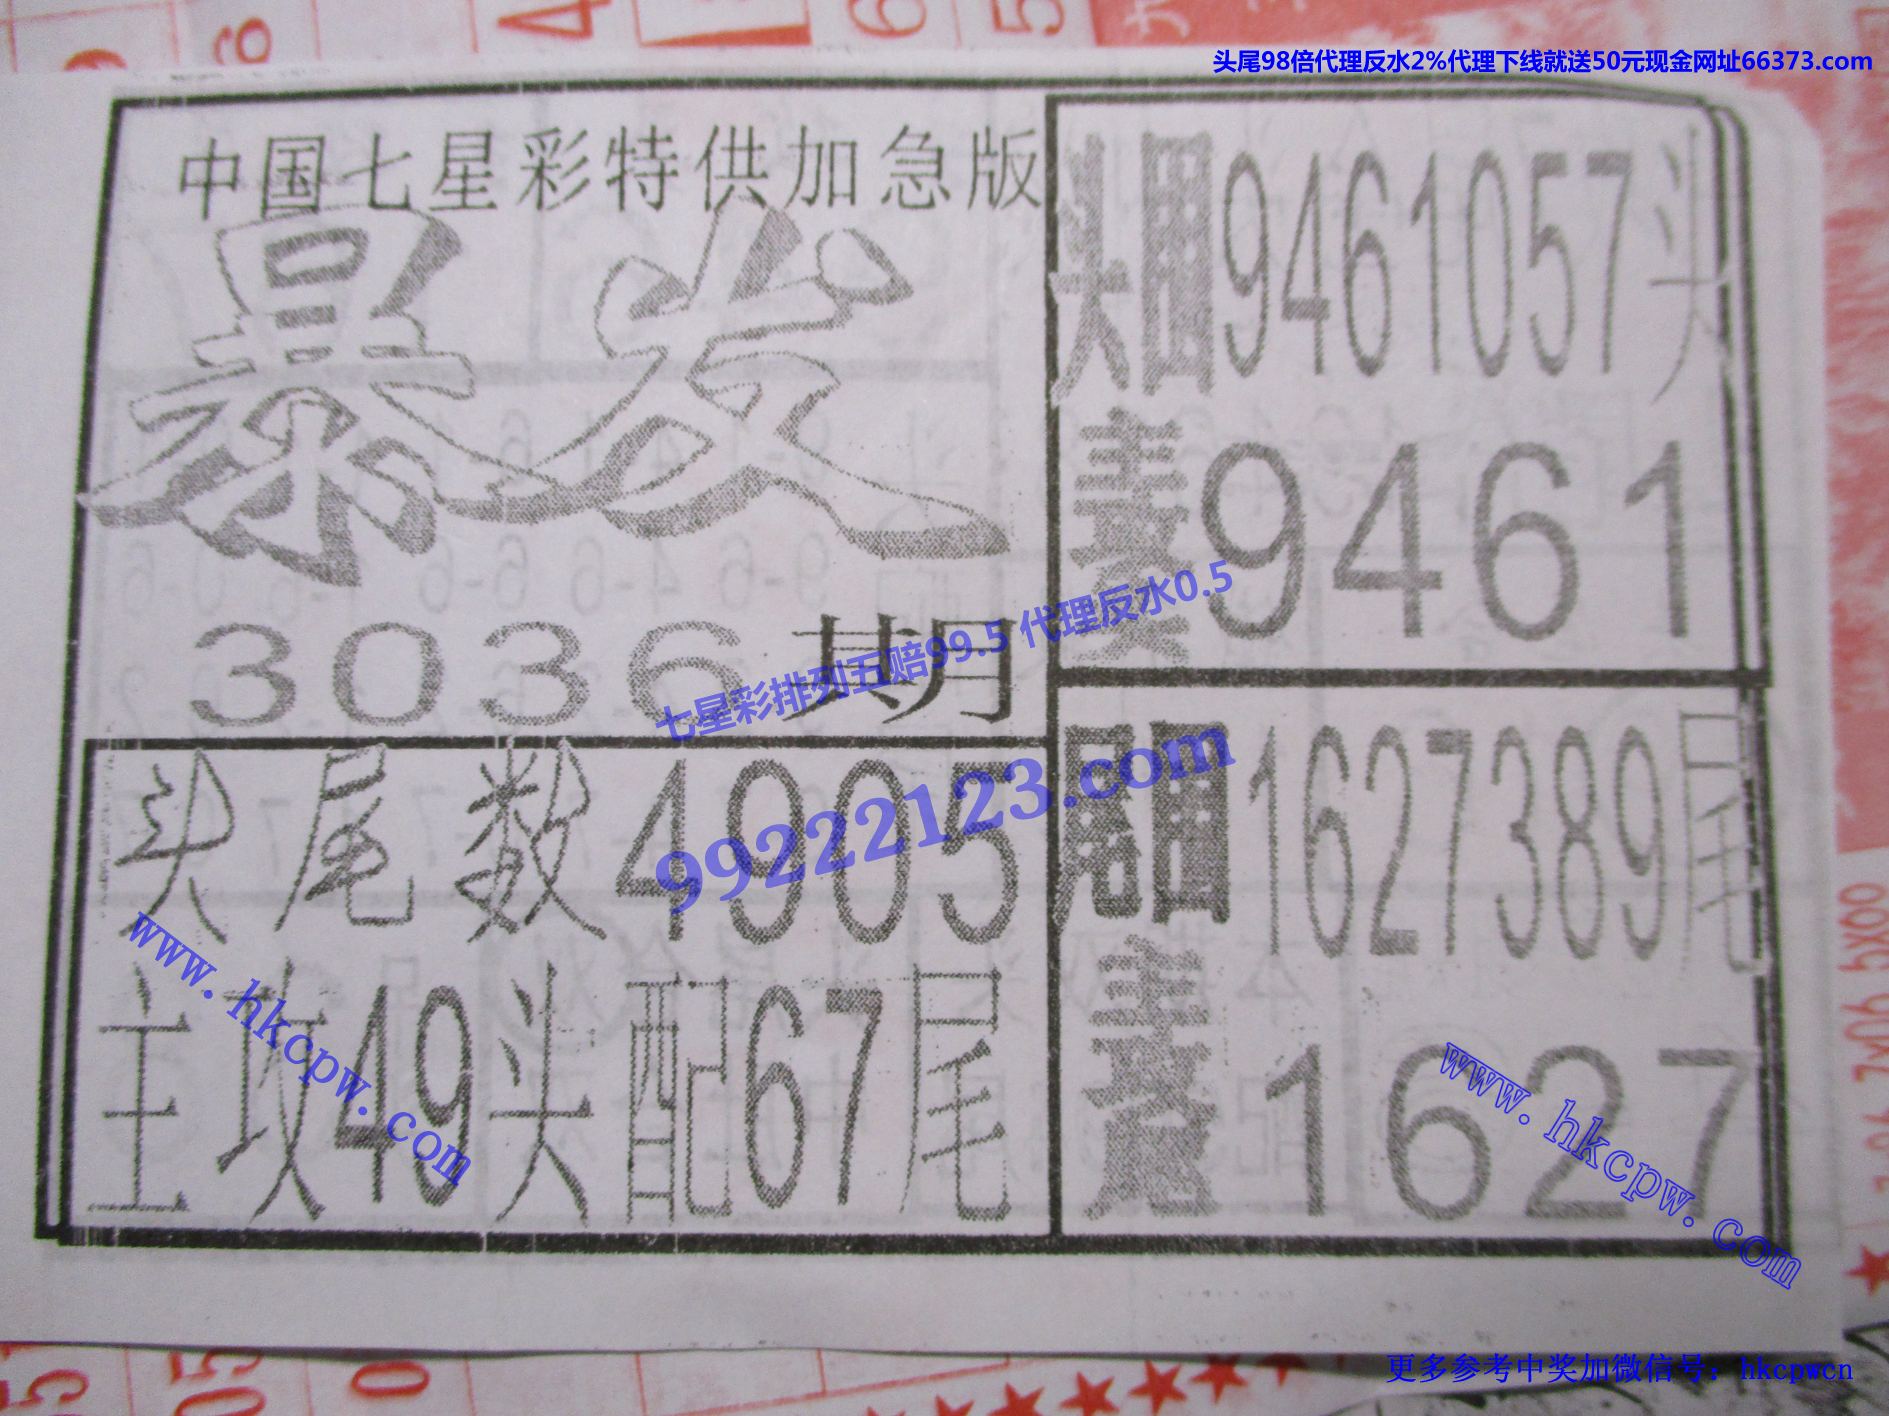 头尾98倍代理反水2%代理下线就送50元现金网址66373.com
中国七星彩特供加急版
暴发
3036期
头尾数4905
主攻49头配67尾
头围9461057头
9461
尾围1627389尾
1627
七星彩排列五赔99.5 代理反水0.5
99222123.com
www.hkcpw.com
www.hkcpw.com
更多参考中奖加微信号：hkcpwcn